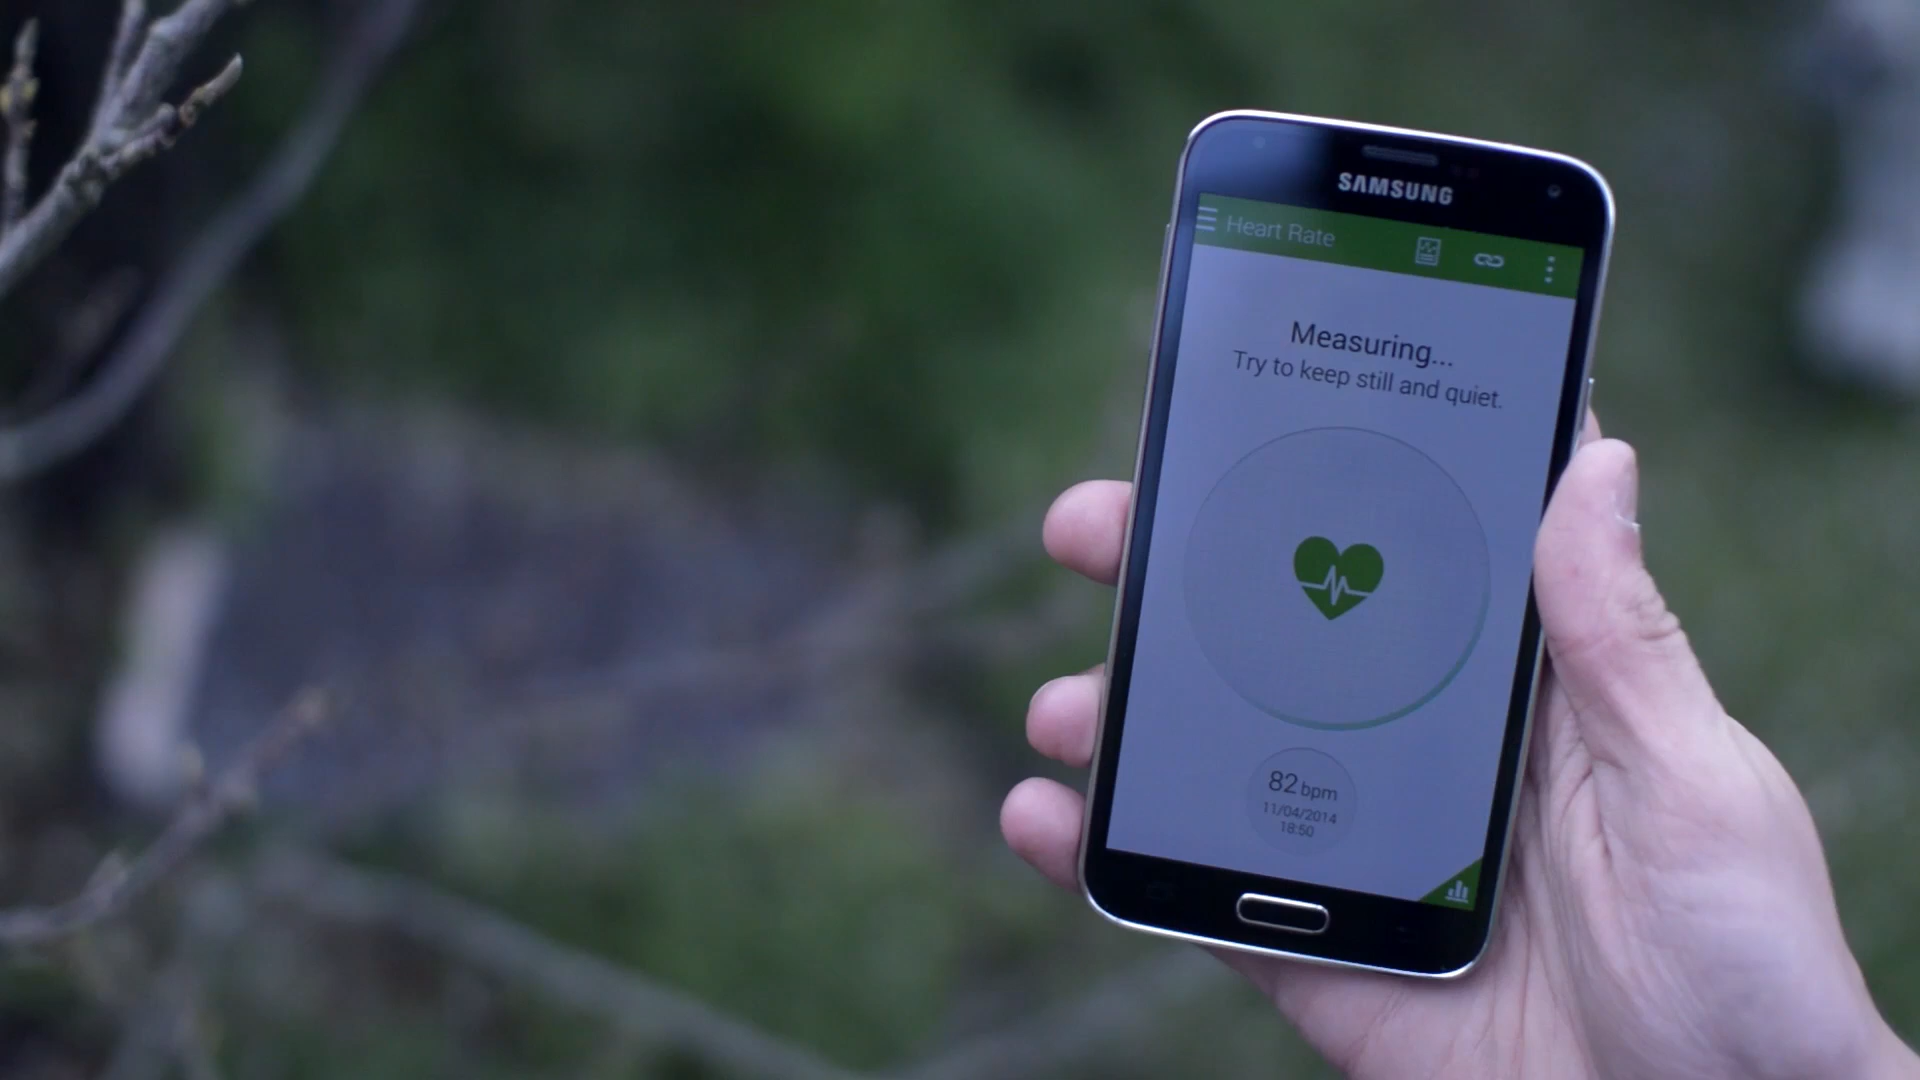 SAMSUNG
Heart Rate
Measuring...
Try to keep still and quiet.
82 bpm
11/04/2014
18:50